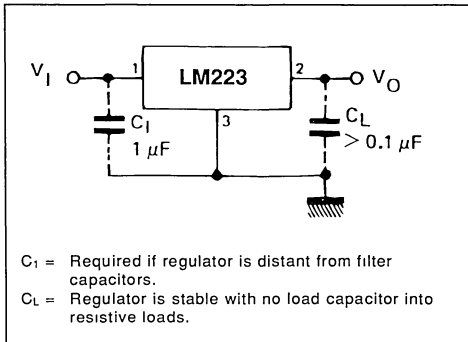 LM223
V_I
1
2
V_O
3
C_I
1 µF
C_L
> 0.1 µF
C₁ = Required if regulator is distant from filter
capacitors.
C_L = Regulator is stable with no load capacitor into
resistive loads.